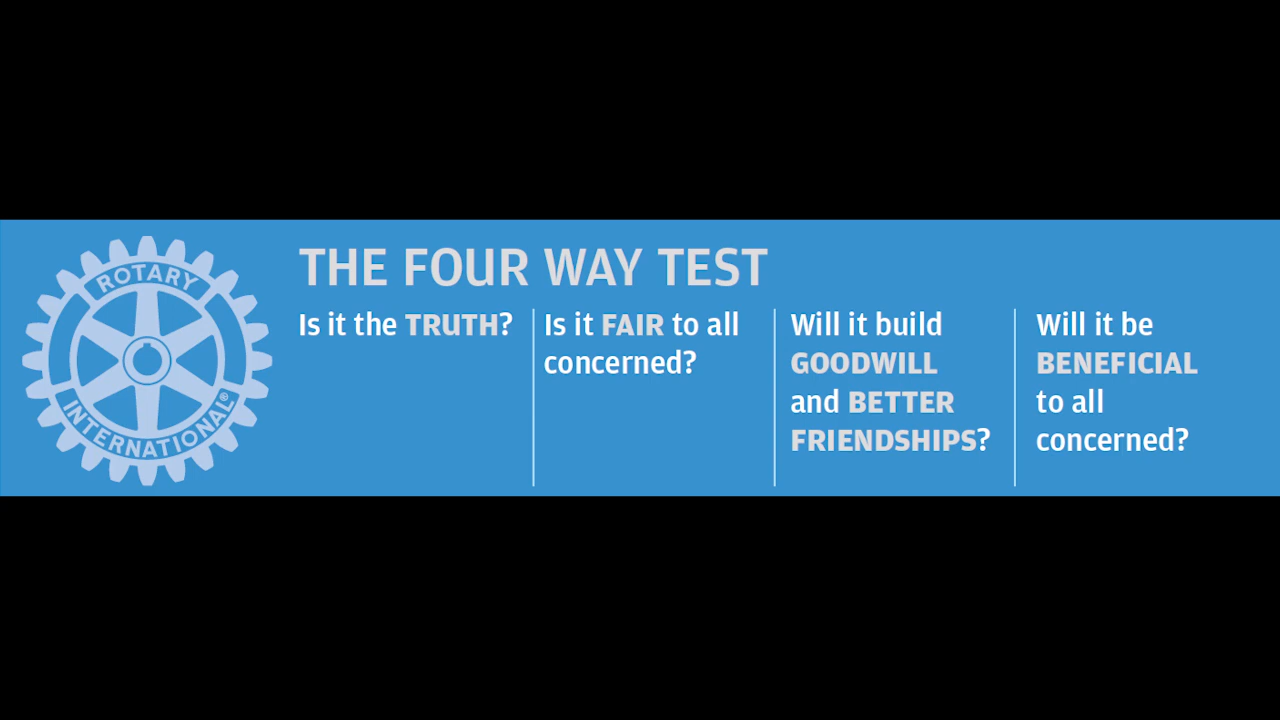 ROTARY
INTERNATIONAL®
THE FOUR WAY TEST
Is it the TRUTH?
Is it FAIR to all
concerned?
Will it build
GOODWILL
and BETTER
FRIENDSHIPS?
Will it be
BENEFICIAL
to all
concerned?